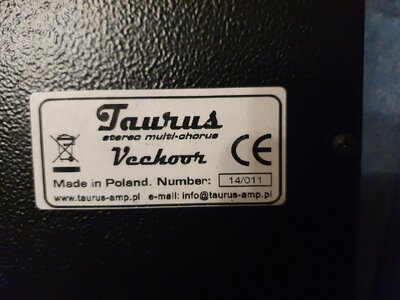 Taurus
stereo multi-chorus
Vechoor
CE
Made in Poland. Number: 14/011
www.taurus-amp.pl e-mail: info@taurus-amp.pl